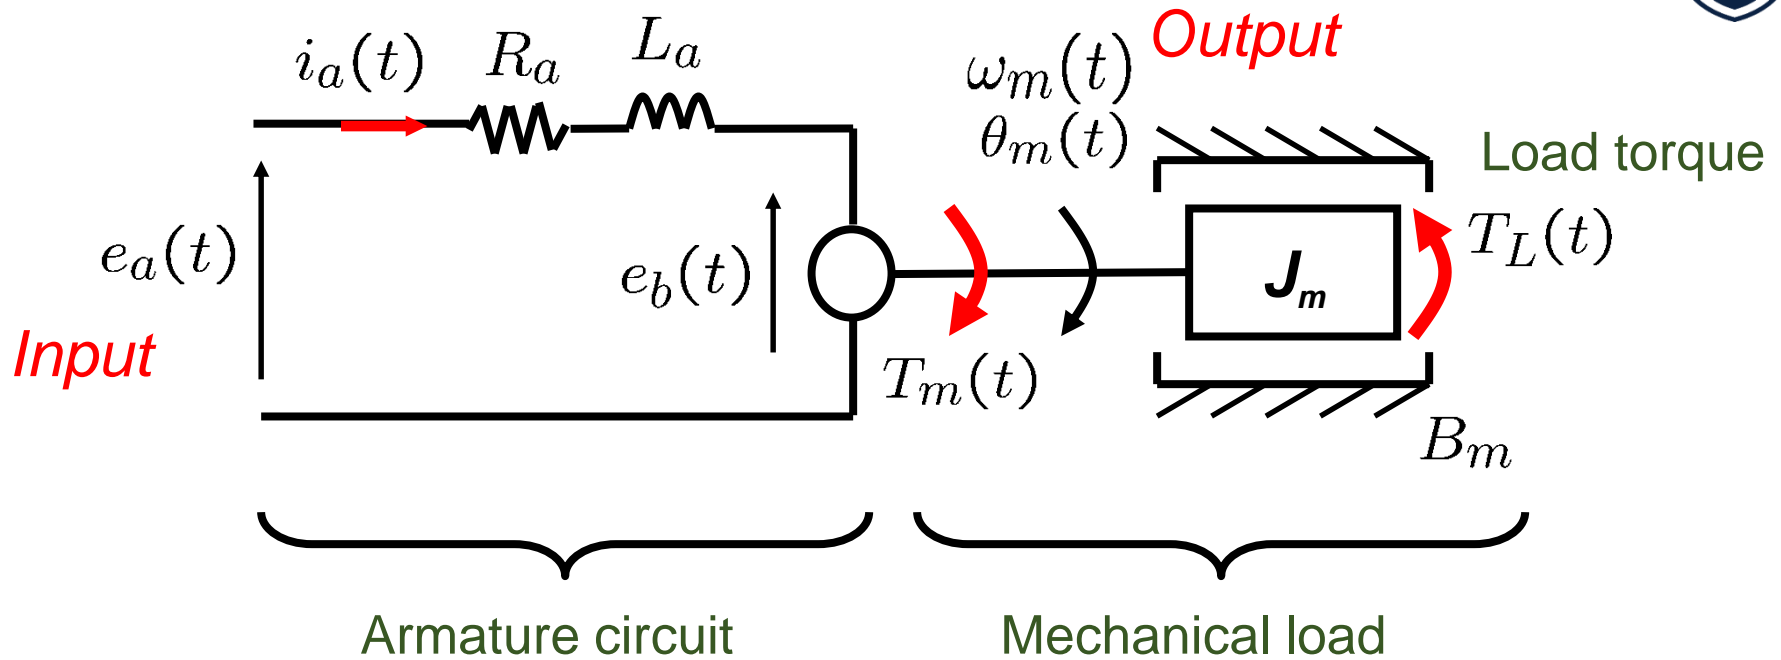 Output
i_a(t)
R_a
L_a
ω_m(t)
θ_m(t)
Load torque
e_a(t)
e_b(t)
J_m
T_L(t)
Input
T_m(t)
B_m
Armature circuit
Mechanical load